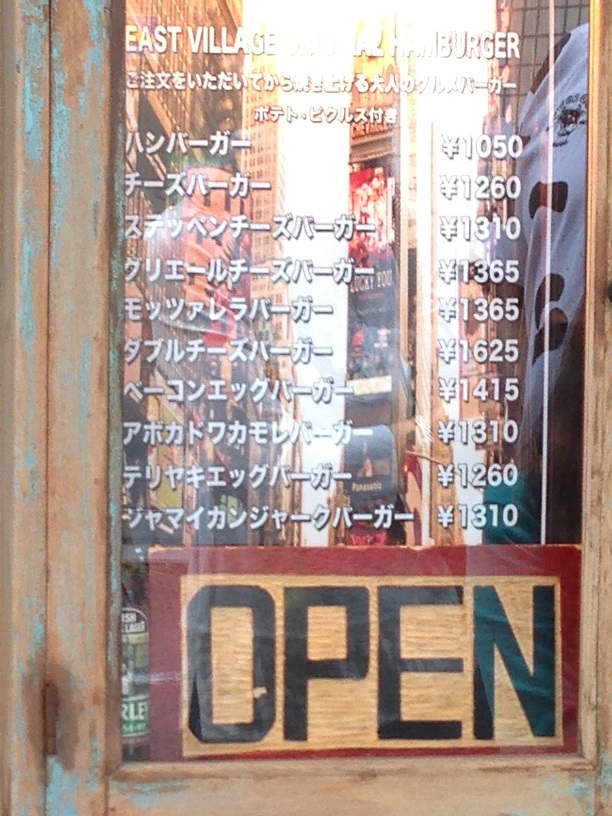 EAST VILLAGE ORIGINAL HAMBURGER
ご注文をいただいてから焼き上げる大人のグルメバーガー
ポテト・ピクルス付き
ハンバーガー ¥1050
チーズバーガー ¥1260
ステッペンチーズバーガー ¥1310
グリエールチーズバーガー ¥1365
モッツァレラバーガー ¥1365
ダブルチーズバーガー ¥1625
ベーコンエッグバーガー ¥1415
アボカドワカモレバーガー ¥1310
テリヤキエッグバーガー ¥1260
ジャマイカンジャークバーガー ¥1310
LUCKY YOU
Panasonic
OPEN